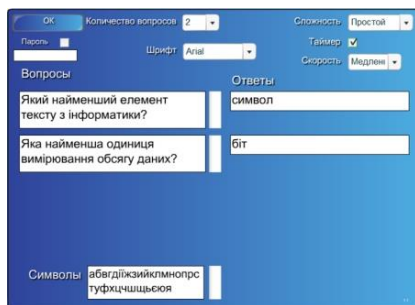 ОК
Количество вопросов 2
Сложность Простой
Пароль
Шрифт Arial
Таймер
Скорость Медлен
Вопросы
Ответы
Який найменший елемент
тексту з інформатики?
символ
Яка найменша одиниця
вимірювання обсягу даних?
біт
Символы
абвгдіїжзийклмнопрс
туфхцчшщьєюя